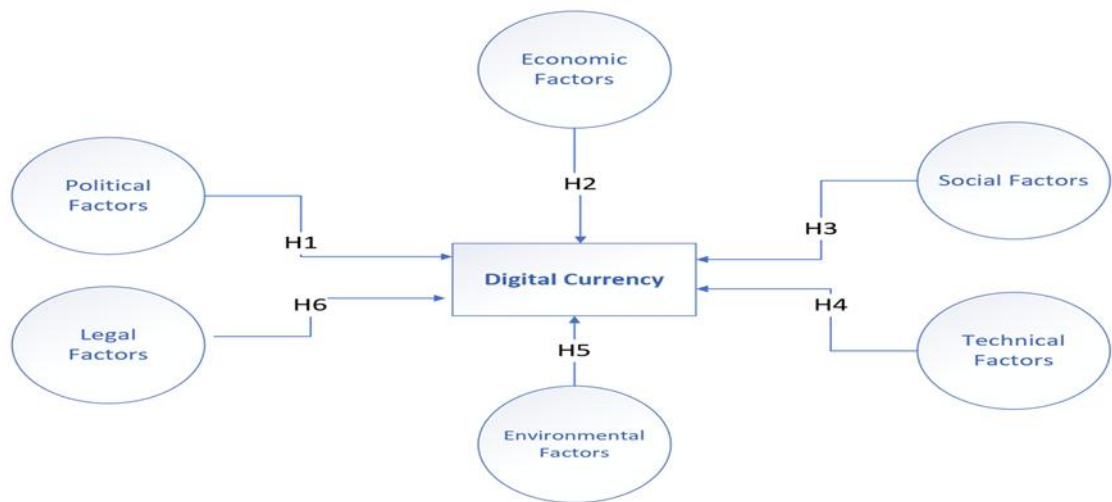 Economic
Factors
Political
Factors
H2
Social Factors
H1
H3
Digital Currency
H6
H4
Legal
Factors
H5
Technical
Factors
Environmental
Factors